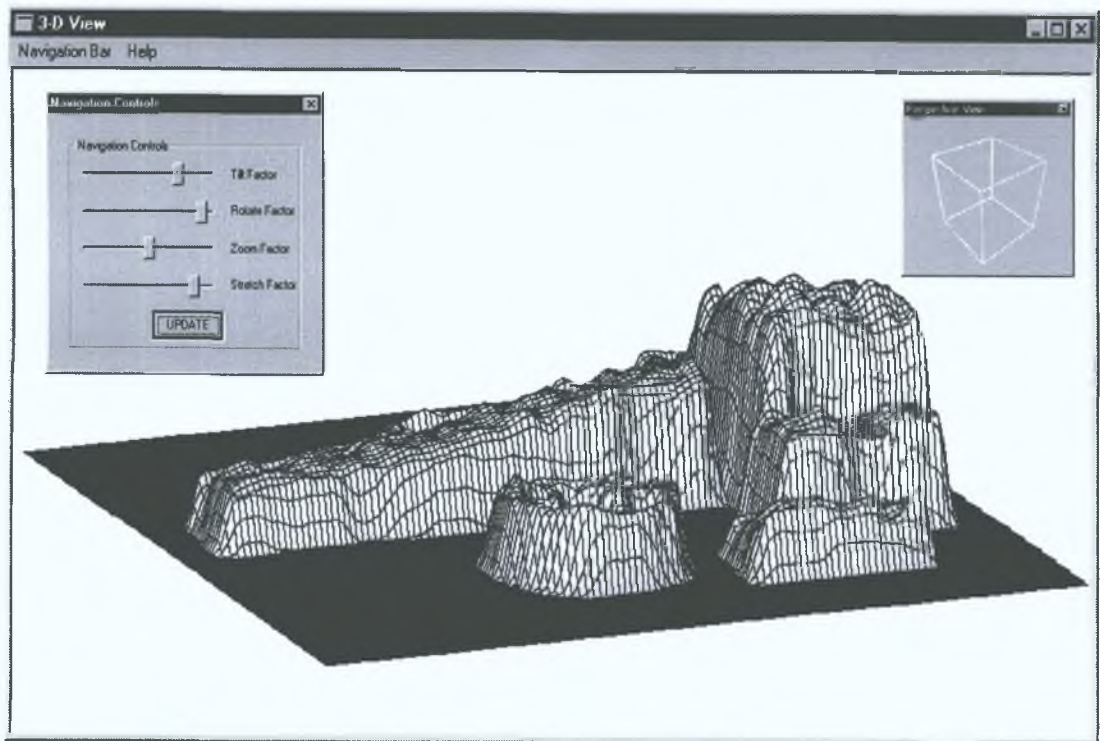 3-D View
Navigation Bar Help
Navigation Controls
Navigation Controls
Tilt Factor
Rotate Factor
Zoom Factor
Stretch Factor
UPDATE
View